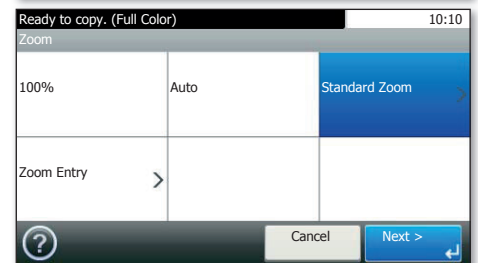 Ready to copy. (Full Color) 10:10
Zoom
100% Auto Standard Zoom >
Zoom Entry >
? Cancel Next >